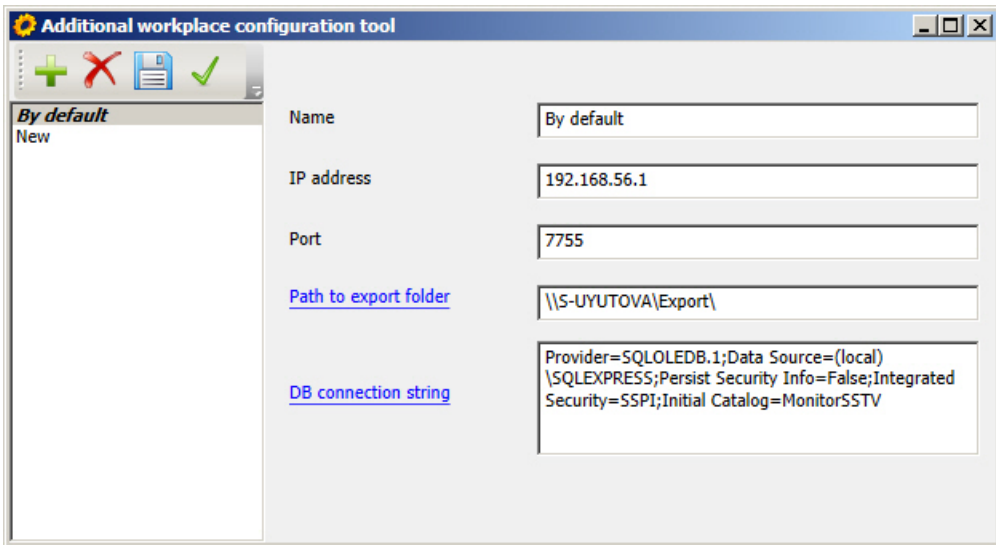 Additional workplace configuration tool
By default
New
Name
By default
IP address
192.168.56.1
Port
7755
Path to export folder
\\S-UYUTOVA\Export\
DB connection string
Provider=SQLOLEDB.1;Data Source=(local)
\SQLEXPRESS;Persist Security Info=False;Integrated
Security=SSPI;Initial Catalog=MonitorSSTV